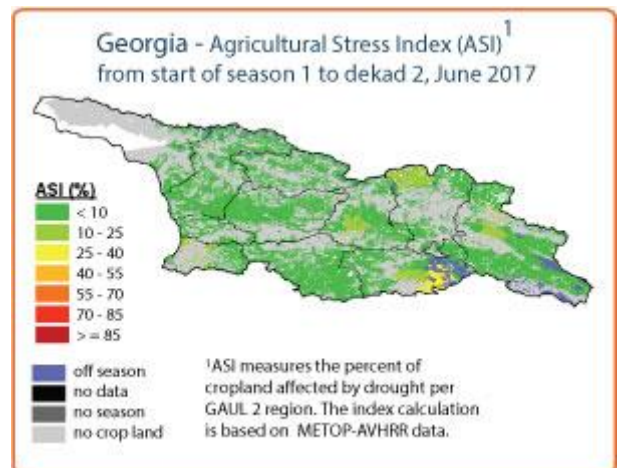 Georgia - Agricultural Stress Index (ASI)1
from start of season 1 to dekad 2, June 2017
ASI (%)
< 10
10 - 25
25 - 40
40 - 55
55 - 70
70 - 85
> = 85
off season
no data
no season
no crop land
1ASI measures the percent of
cropland affected by drought per
GAUL 2 region. The index calculation
is based on METOP-AVHRR data.